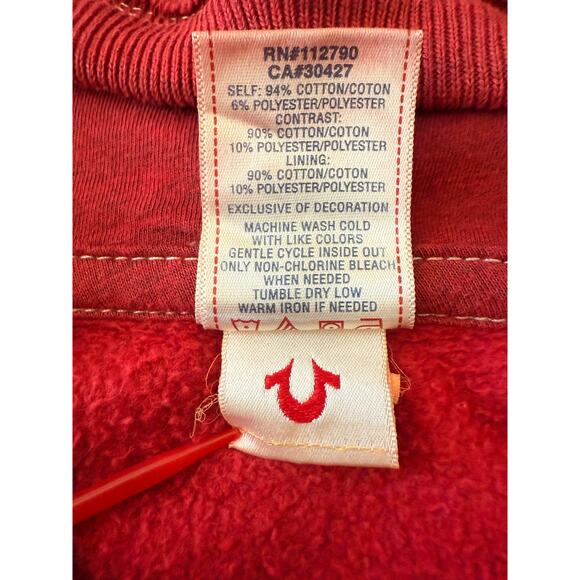 RN#112790
CA#30427
SELF: 94% COTTON/COTON
6% POLYESTER/POLYESTER
CONTRAST:
90% COTTON/COTON
10% POLYESTER/POLYESTER
LINING:
90% COTTON/COTON
10% POLYESTER/POLYESTER
EXCLUSIVE OF DECORATION
MACHINE WASH COLD
WITH LIKE COLORS
GENTLE CYCLE INSIDE OUT
ONLY NON-CHLORINE BLEACH
WHEN NEEDED
TUMBLE DRY LOW
WARM IRON IF NEEDED